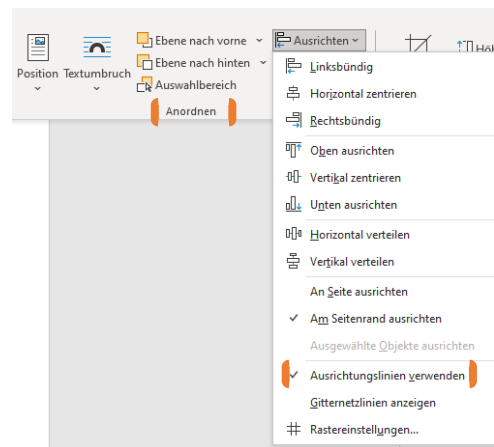 Position
Textumbruch
Ebene nach vorne
Ebene nach hinten
Auswahlbereich
Anordnen
Ausrichten
Linksbündig
Horizontal zentrieren
Rechtsbündig
Oben ausrichten
Vertikal zentrieren
Unten ausrichten
Horizontal verteilen
Vertikal verteilen
An Seite ausrichten
Am Seitenrand ausrichten
Ausgewählte Objekte ausrichten
Ausrichtungslinien verwenden
Gitternetzlinien anzeigen
Rastereinstellungen...